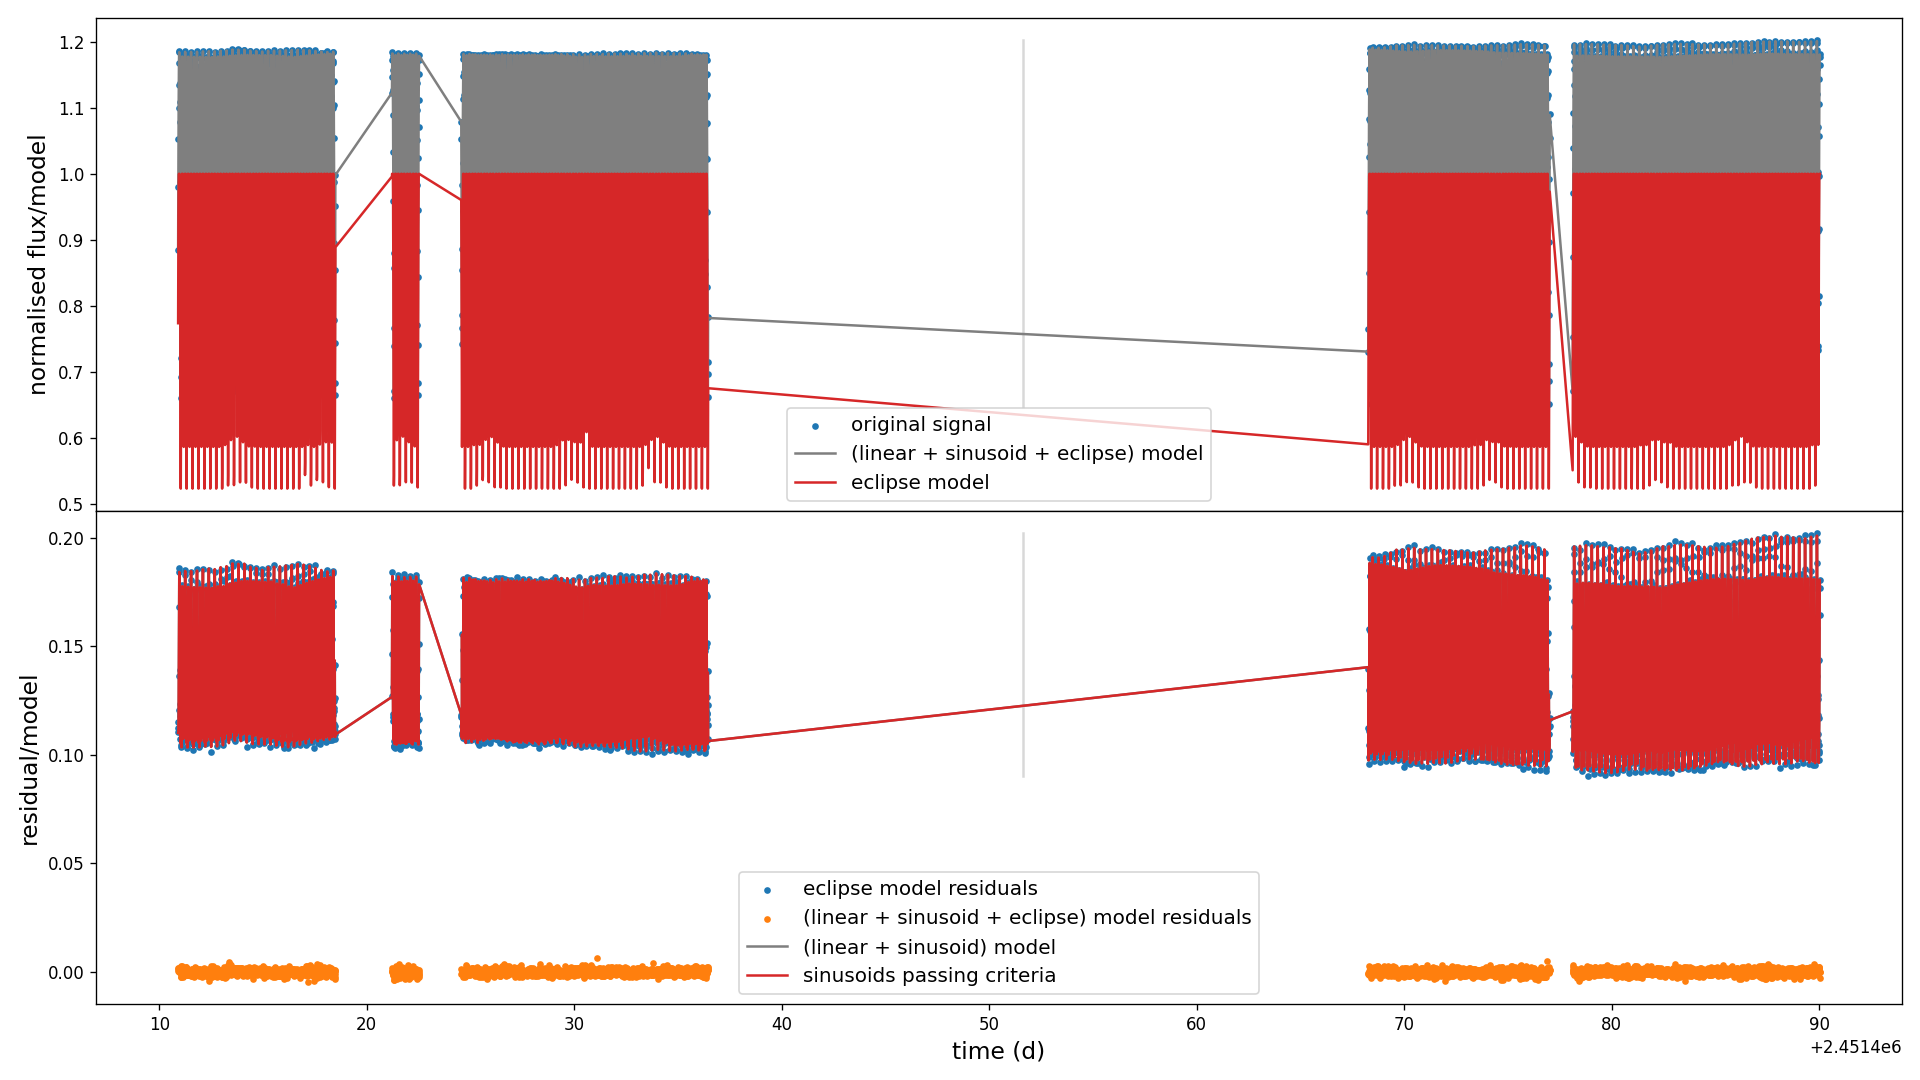 normalised flux/model
1.2
1.1
1.0
0.9
0.8
0.7
0.6
0.5
original signal
(linear + sinusoid + eclipse) model
eclipse model
residual/model
0.20
0.15
0.10
0.05
0.00
eclipse model residuals
(linear + sinusoid + eclipse) model residuals
(linear + sinusoid) model
sinusoids passing criteria
10 20 30 40 50 60 70 80 90
time (d)
+2.4514e6